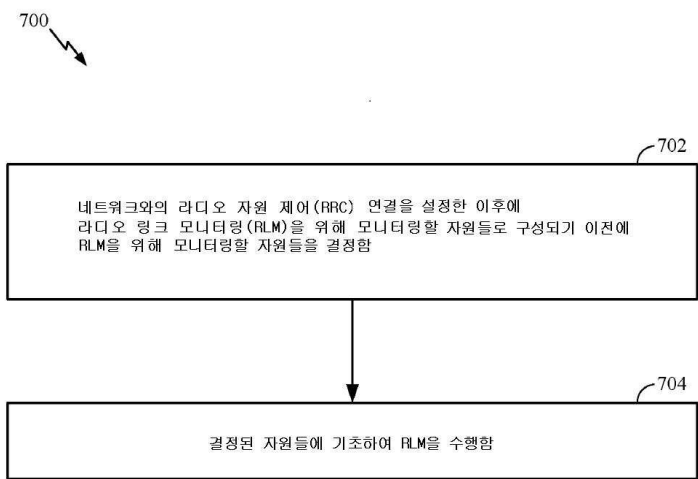 700
702
네트워크와의 라디오 자원 제어(RRC) 연결을 설정한 이후에
라디오 링크 모니터링(RLM)을 위해 모니터링할 자원들로 구성되기 이전에
RLM을 위해 모니터링할 자원들을 결정함
704
결정된 자원들에 기초하여 RLM을 수행함